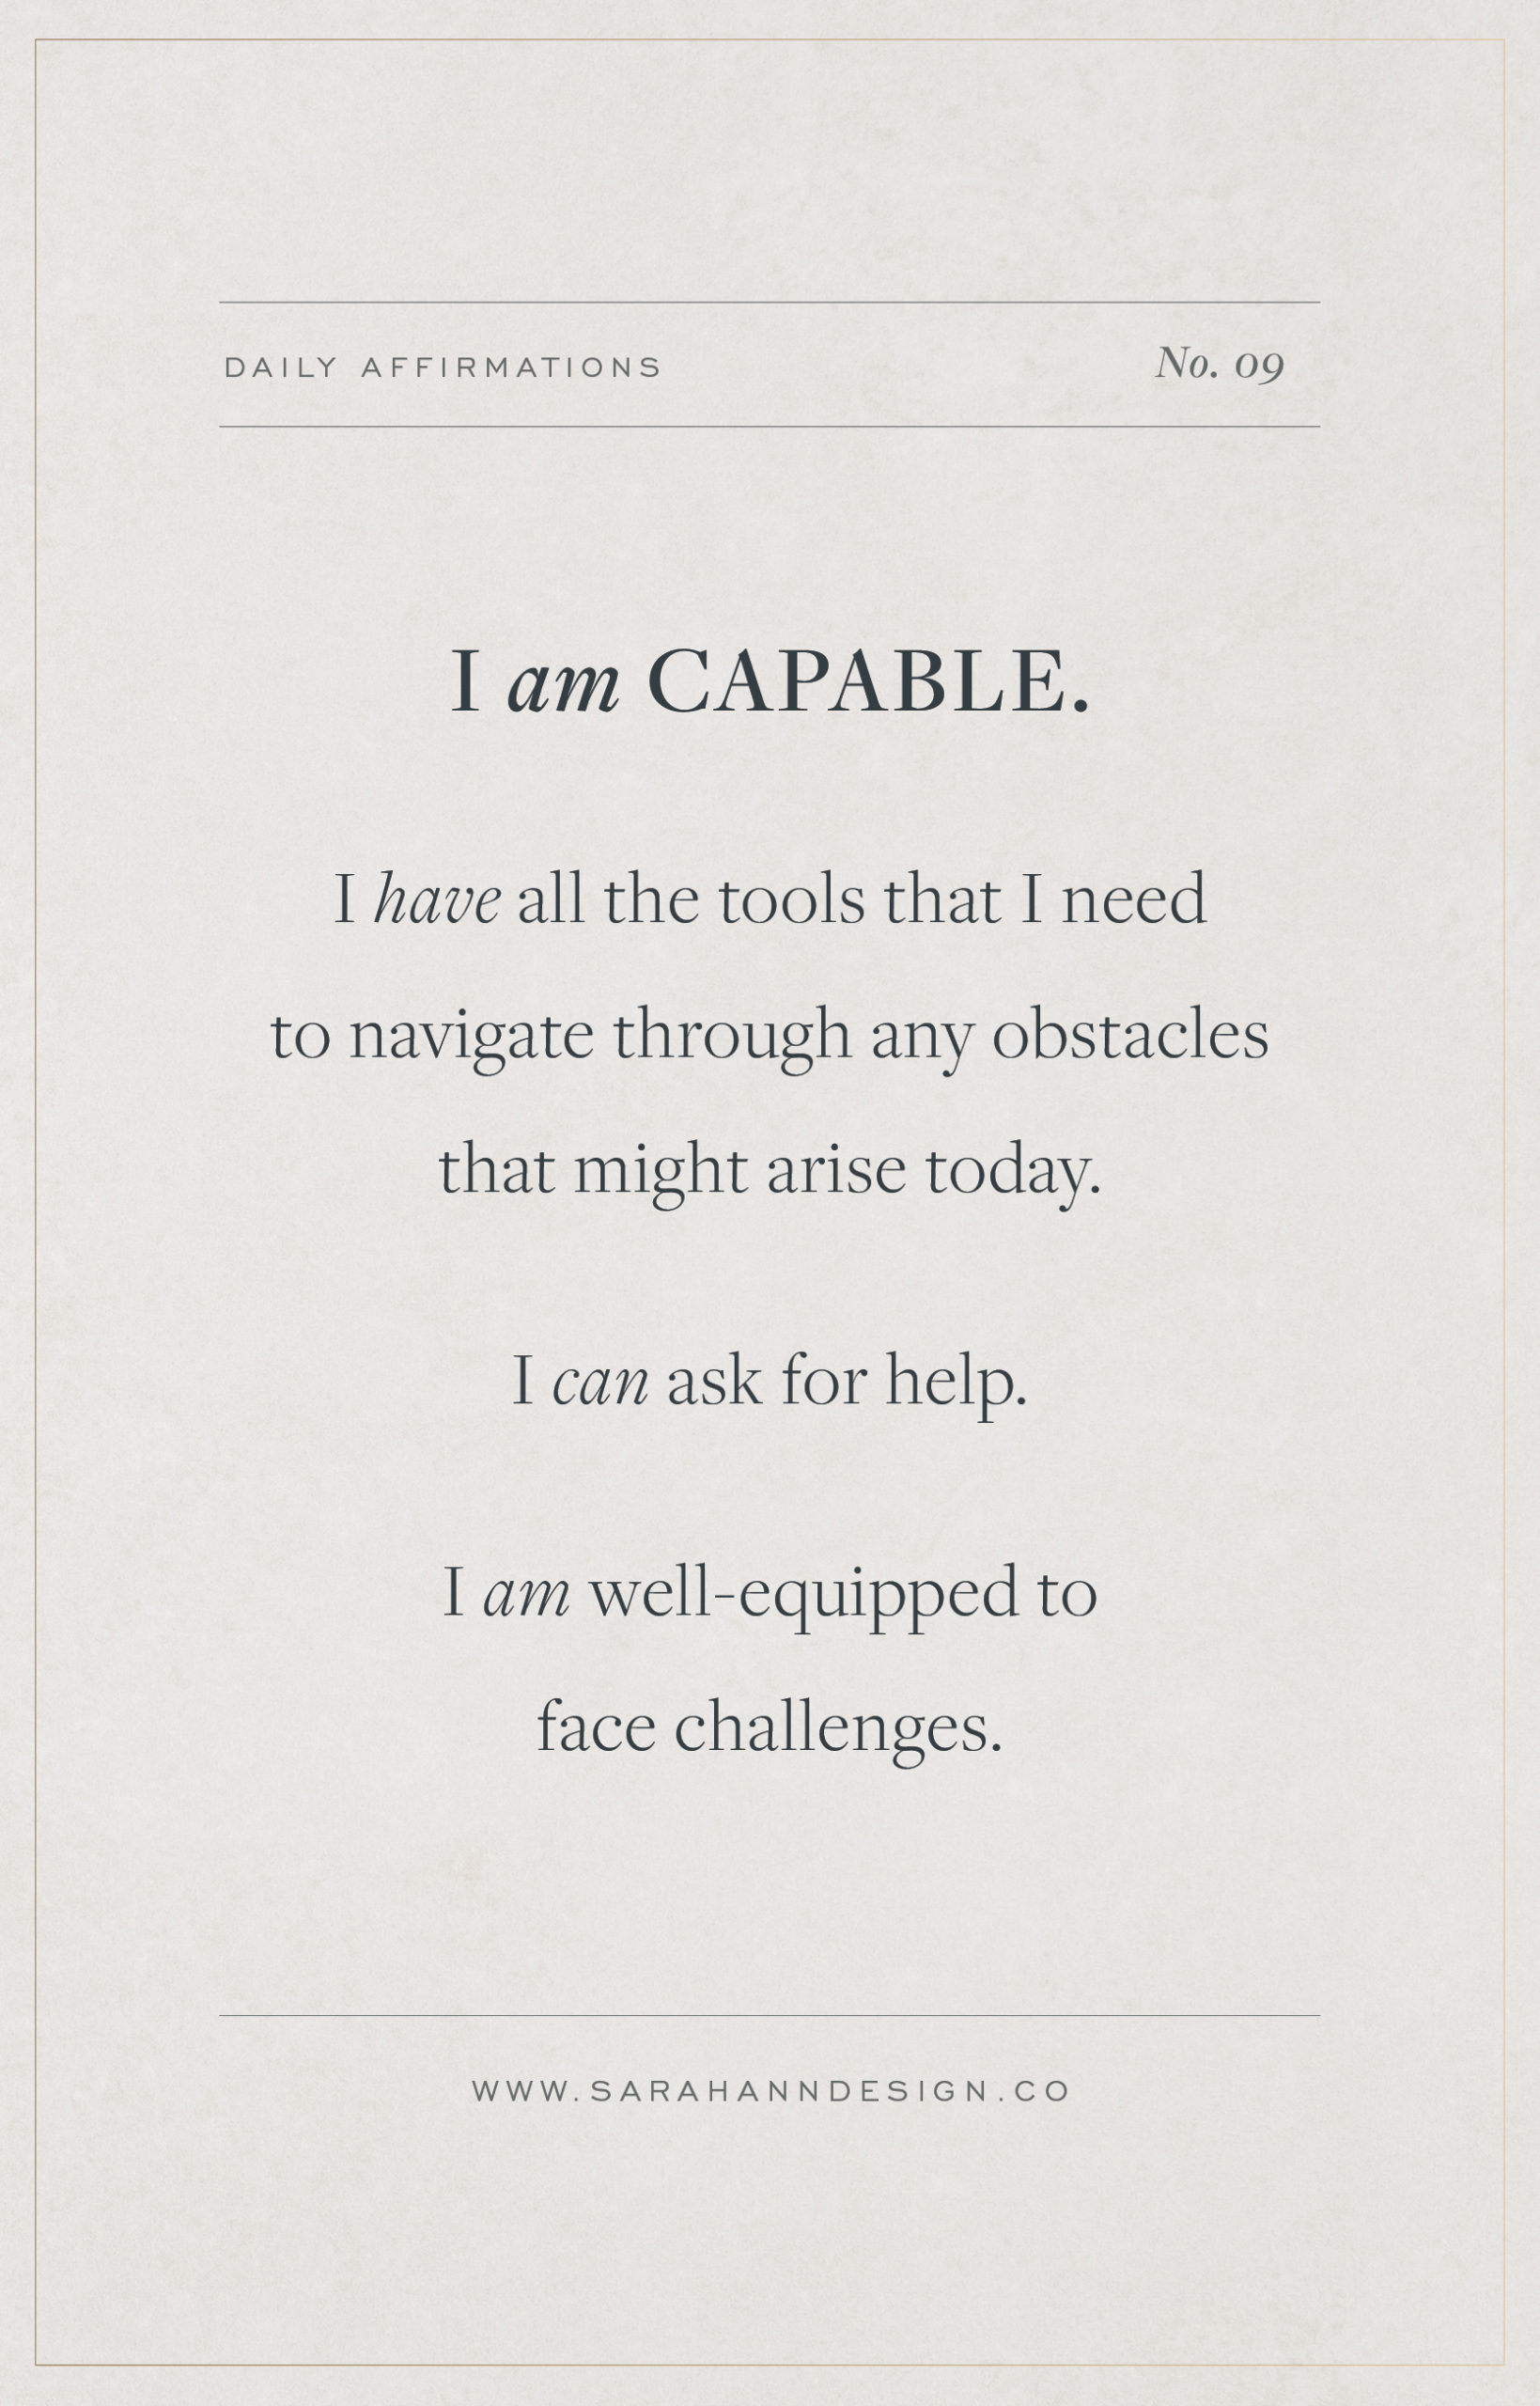 DAILY AFFIRMATIONS No. 09
I am CAPABLE.
I have all the tools that I need
to navigate through any obstacles
that might arise today.
I can ask for help.
I am well-equipped to
face challenges.
WWW.SARAHANNDESIGN.CO